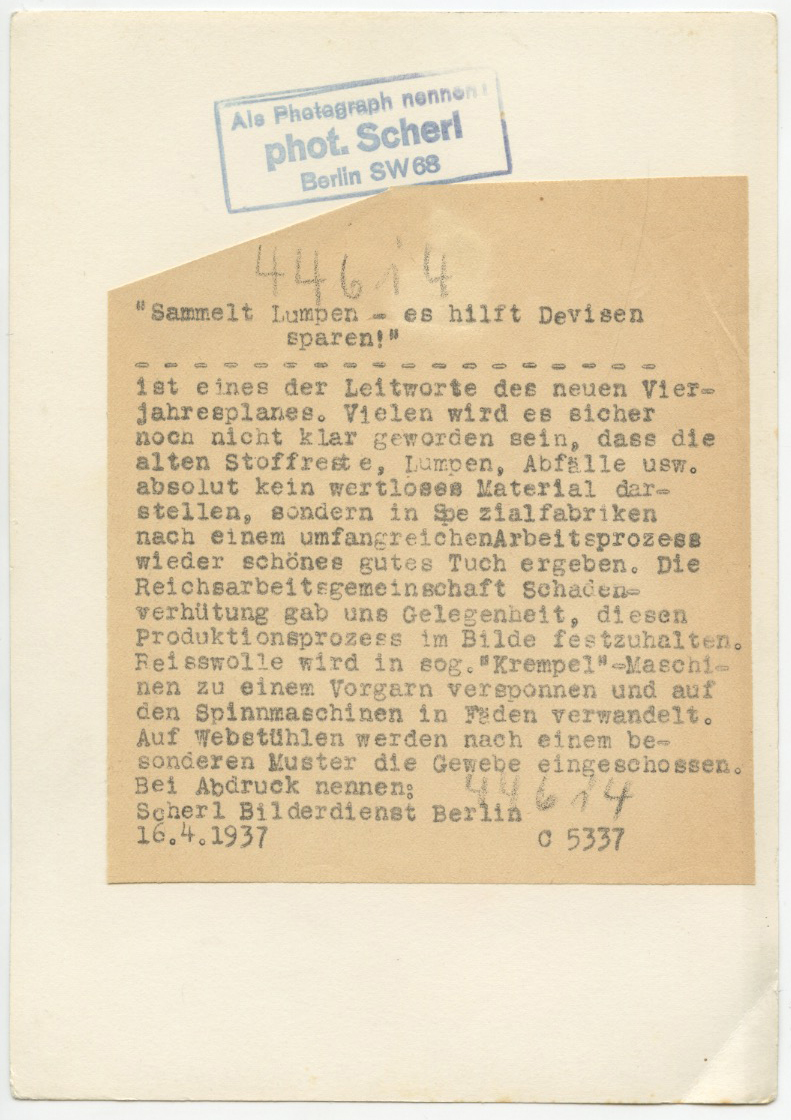 Als Photograph nennen!
phot. Scherl
Berlin SW 68
44614
"Sammelt Lumpen - es hilft Devisen
sparen!"
- - - - - - - - - - - - - - - - - -
ist eines der Leitworte des neuen Vier-
jahresplanes. Vielen wird es sicher
noch nicht klar geworden sein, dass die
alten Stoffreste, Lumpen, Abfälle usw.
absolut kein wertloses Material dar-
stellen, sondern in Spezialfabriken
nach einem umfangreichenArbeitsprozess
wieder schönes gutes Tuch ergeben. Die
Reichsarbeitsgemeinschaft Schaden-
verhütung gab uns Gelegenheit, diesen
Produktionsprozess im Bilde festzuhalten.
Reisswolle wird in sog."Krempel"-Maschi-
nen zu einem Vorgarn versponnen und auf
den Spinnmaschinen in Fäden verwandelt.
Auf Webstühlen werden nach einem be-
sonderen Muster die Gewebe eingeschossen.
Bei Abdruck nennen:
44614
Scherl Bilderdienst Berlin
16.4.1937 C 5337